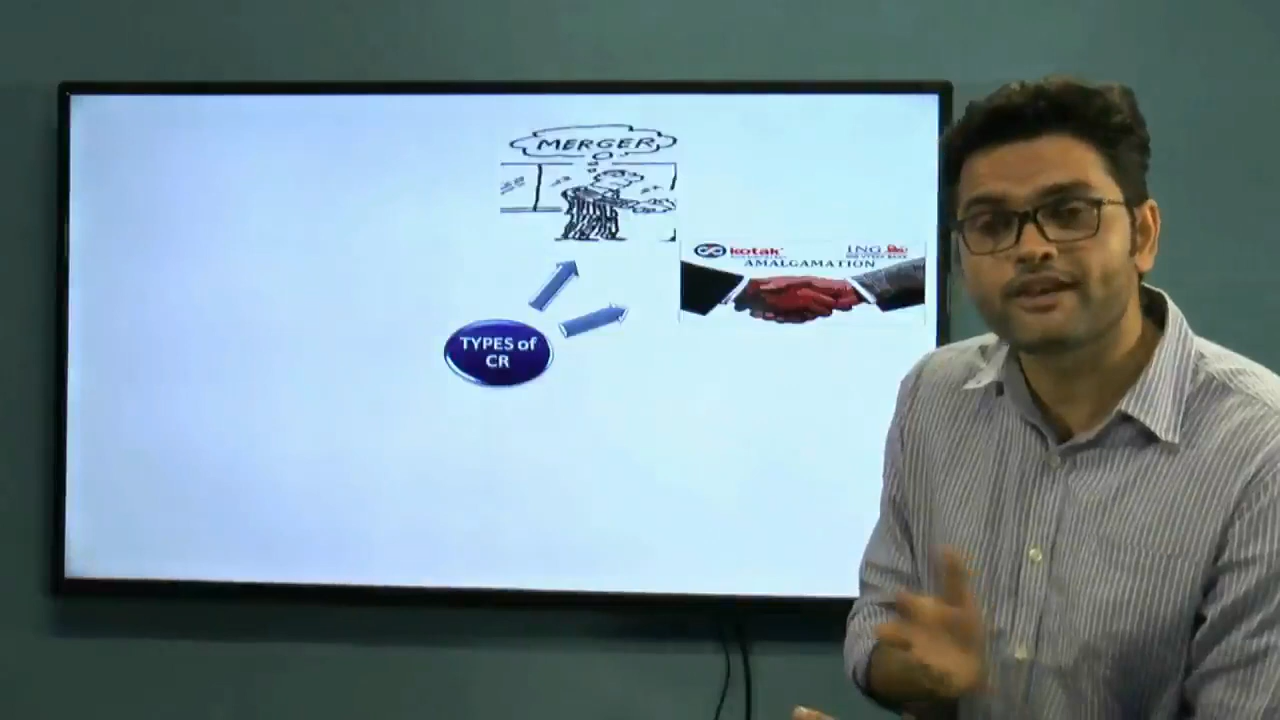 MERGER
kotak
ING
AMALGAMATION
TYPES of
CR